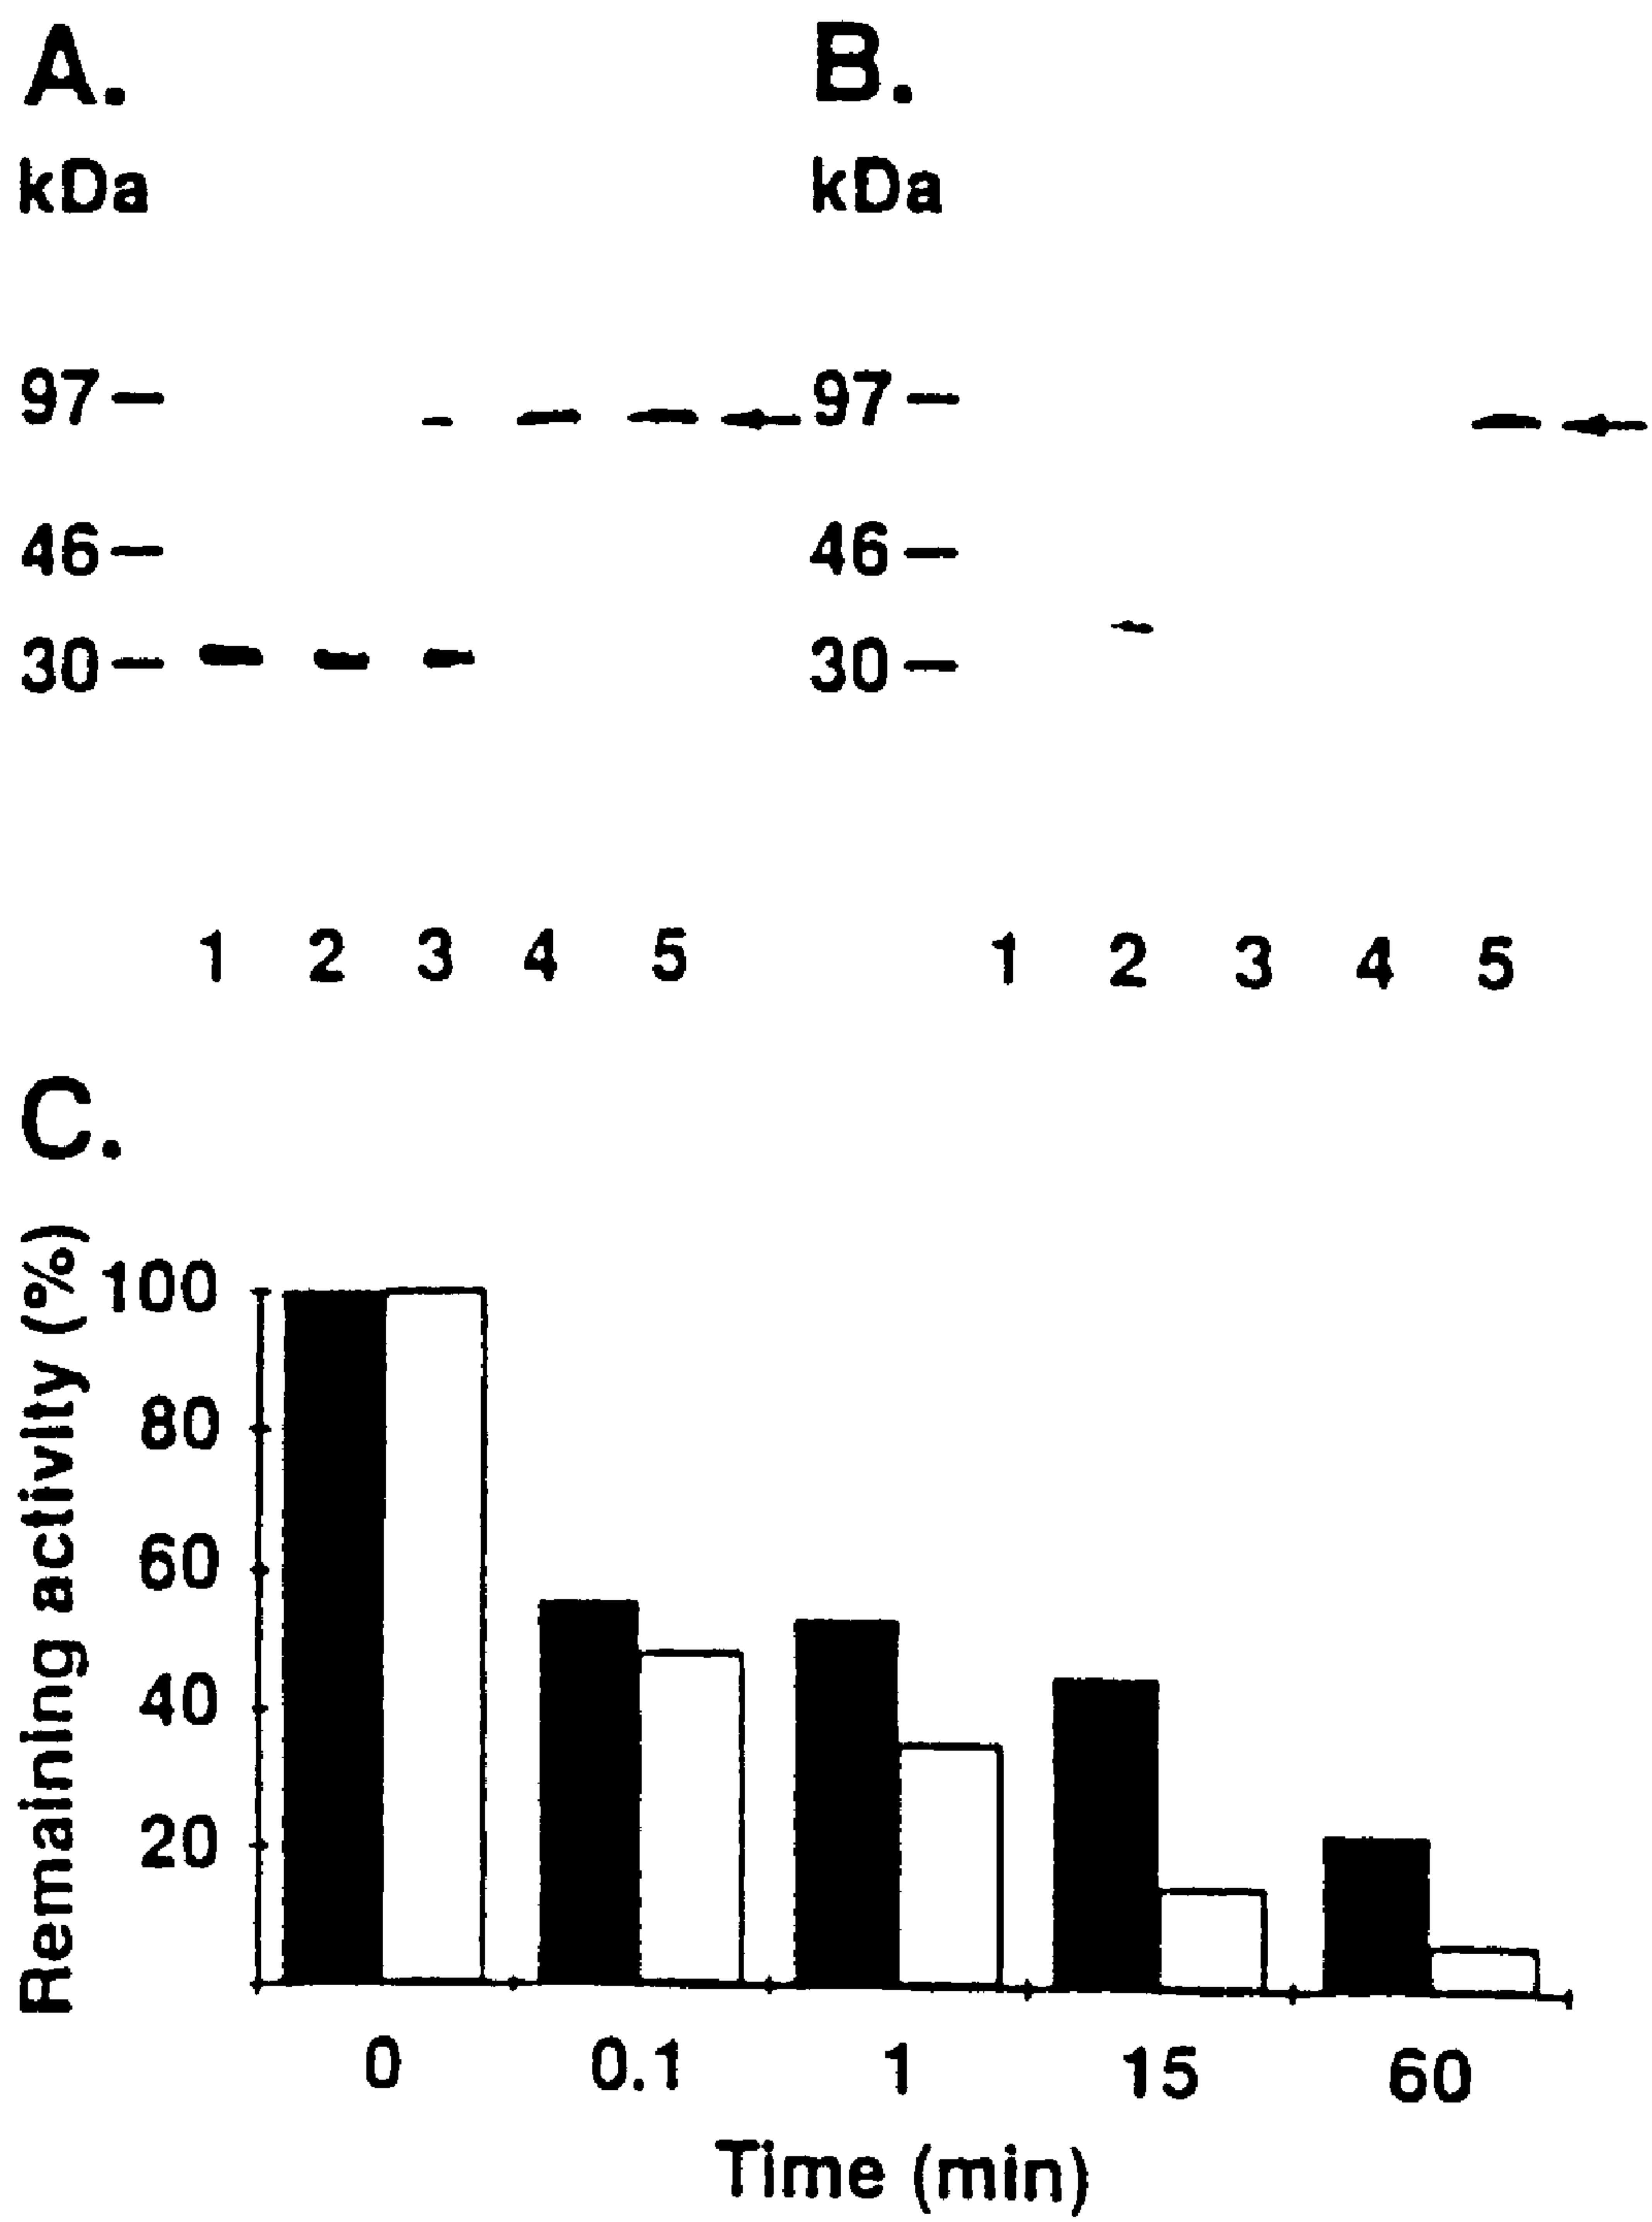 A.
kDa
97
46
30
1 2 3 4 5
B.
kDa
97
46
30
1 2 3 4 5
C.
Remaining activity (%)
100
80
60
40
20
0 0.1 1 15 60
Time (min)